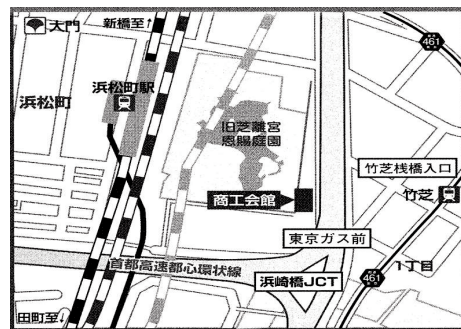 大門
新橋至↑
461
浜松町
浜松町駅
旧芝離宮
恩賜庭園
竹芝桟橋入口
竹芝
商工会館
東京ガス前
首都高速都心環状線
浜崎橋JCT
461
1丁目
田町至↓